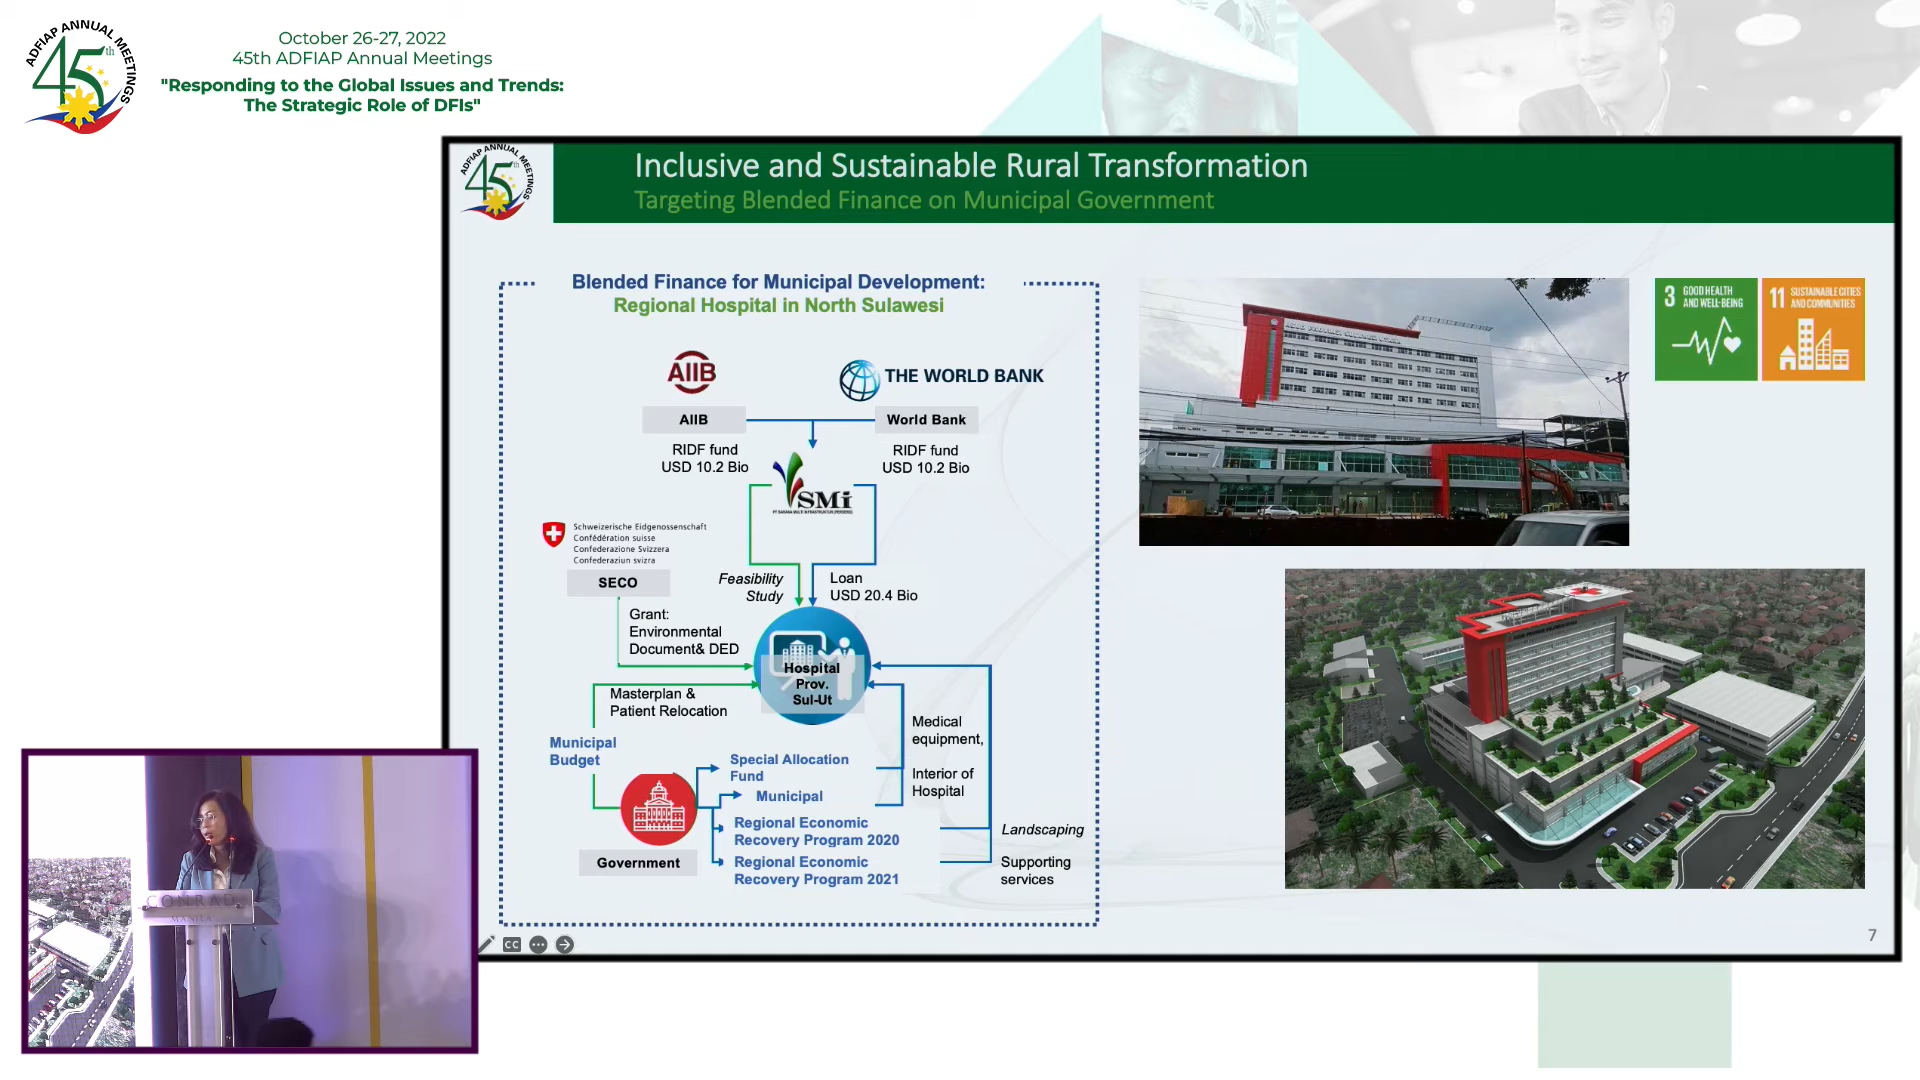 ADFIAP ANNUAL MEETINGS
45th
October 26-27, 2022
45th ADFIAP Annual Meetings
"Responding to the Global Issues and Trends:
The Strategic Role of DFIs"
ADFIAP ANNUAL MEETINGS
45th
Inclusive and Sustainable Rural Transformation
Targeting Blended Finance on Municipal Government
Blended Finance for Municipal Development:
Regional Hospital in North Sulawesi
AIIB
THE WORLD BANK
AIIB
World Bank
RIDF fund
USD 10.2 Bio
RIDF fund
USD 10.2 Bio
SMi
PT SARANA MULTI INFRASTRUKTUR (PERSERO)
Schweizerische Eidgenossenschaft
Confédération suisse
Confederazione Svizzera
Confederaziun svizra
SECO
Feasibility
Study
Loan
USD 20.4 Bio
Grant:
Environmental
Document& DED
Hospital
Prov.
Sul-Ut
Masterplan &
Patient Relocation
Municipal
Budget
Medical
equipment,
Interior of
Hospital
Special Allocation
Fund
Municipal
Regional Economic
Recovery Program 2020
Regional Economic
Recovery Program 2021
Government
Landscaping
Supporting
services
3 GOOD HEALTH
AND WELL-BEING
11 SUSTAINABLE CITIES
AND COMMUNITIES
CC
7
CONRAD
MANILA